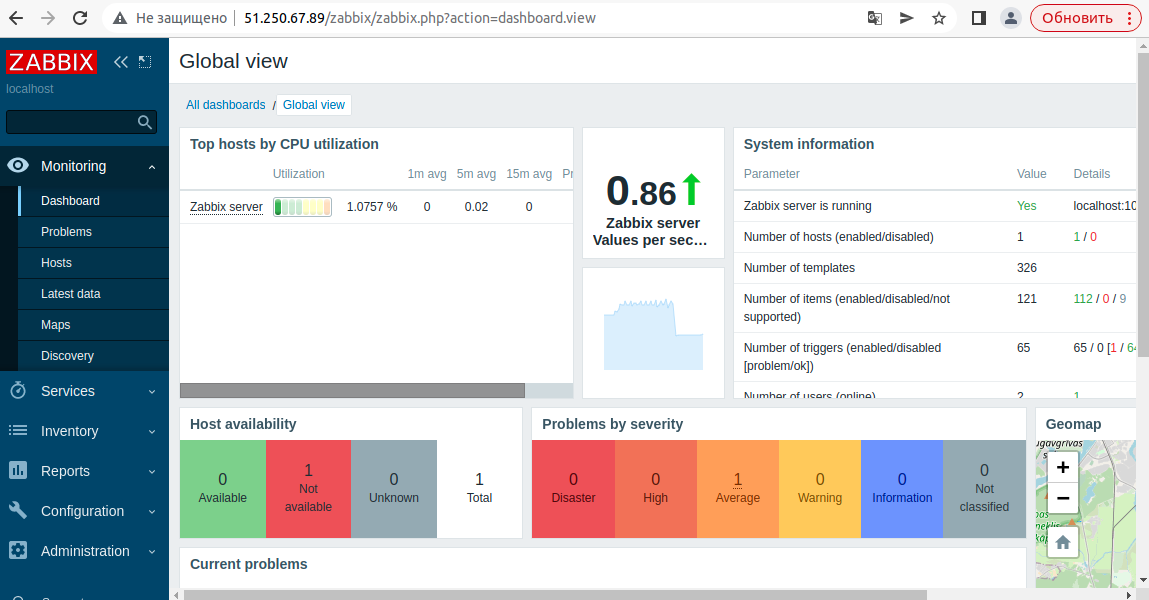 Не защищено 51.250.67.89/zabbix/zabbix.php?action=dashboard.view Обновить
ZABBIX
localhost
Monitoring
Dashboard
Problems
Hosts
Latest data
Maps
Discovery
Services
Inventory
Reports
Configuration
Administration
Global view
All dashboards / Global view
Top hosts by CPU utilization
Utilization 1m avg 5m avg 15m avg Pr
Zabbix server 1.0757 % 0 0.02 0
0.86
Zabbix server
Values per sec...
System information
Parameter Value Details
Zabbix server is running Yes localhost:10
Number of hosts (enabled/disabled) 1 1 / 0
Number of templates 326
Number of items (enabled/disabled/not supported) 121 112 / 0 / 9
Number of triggers (enabled/disabled [problem/ok]) 65 65 / 0 [1 / 64
Number of users (online) 2 1
Host availability
0 Available
1 Not available
0 Unknown
1 Total
Problems by severity
0 Disaster
0 High
1 Average
0 Warning
0 Information
0 Not classified
Geomap
+
−
Current problems